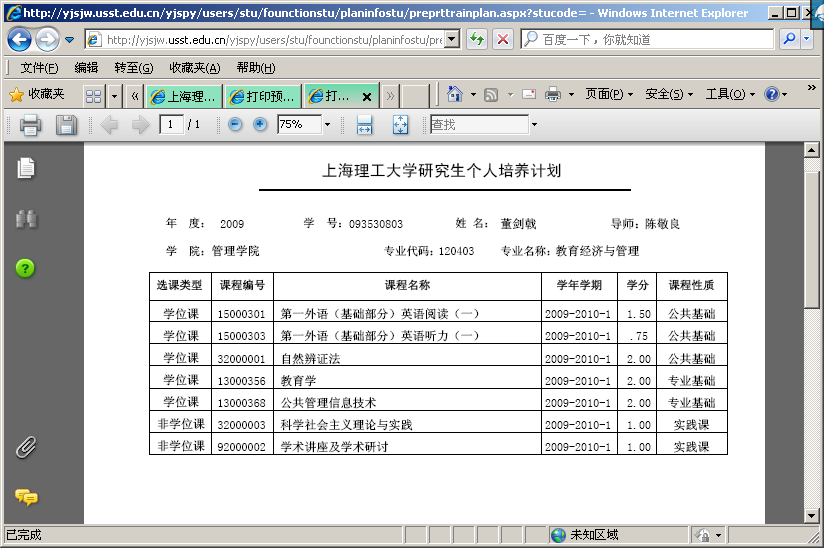 http://yjsjw.usst.edu.cn/yjspy/users/stu/founctionstu/planinfostu/preprttrainplan.aspx?stucode= - Windows Internet Explorer
http://yjsjw.usst.edu.cn/yjspy/users/stu/founctionstu/planinfostu/pre 百度一下，你就知道
文件(F) 编辑 转至(G) 收藏夹(A) 帮助(H)
收藏夹 « 上海理... 打印预... 打... » 页面(P) 安全(S) 工具(O) »
1 / 1 75% 查找
上海理工大学研究生个人培养计划
年 度： 2009 学 号：093530803 姓 名： 董剑戟 导师：陈敬良
学 院：管理学院 专业代码：120403 专业名称：教育经济与管理
选课类型 课程编号 课程名称 学年学期 学分 课程性质
学位课 15000301 第一外语（基础部分）英语阅读（一） 2009-2010-1 1.50 公共基础
学位课 15000303 第一外语（基础部分）英语听力（一） 2009-2010-1 .75 公共基础
学位课 32000001 自然辨证法 2009-2010-1 2.00 公共基础
学位课 13000356 教育学 2009-2010-1 2.00 专业基础
学位课 13000368 公共管理信息技术 2009-2010-1 2.00 专业基础
非学位课 32000003 科学社会主义理论与实践 2009-2010-1 1.00 实践课
非学位课 92000002 学术讲座及学术研讨 2009-2010-1 1.00 实践课
已完成 未知区域